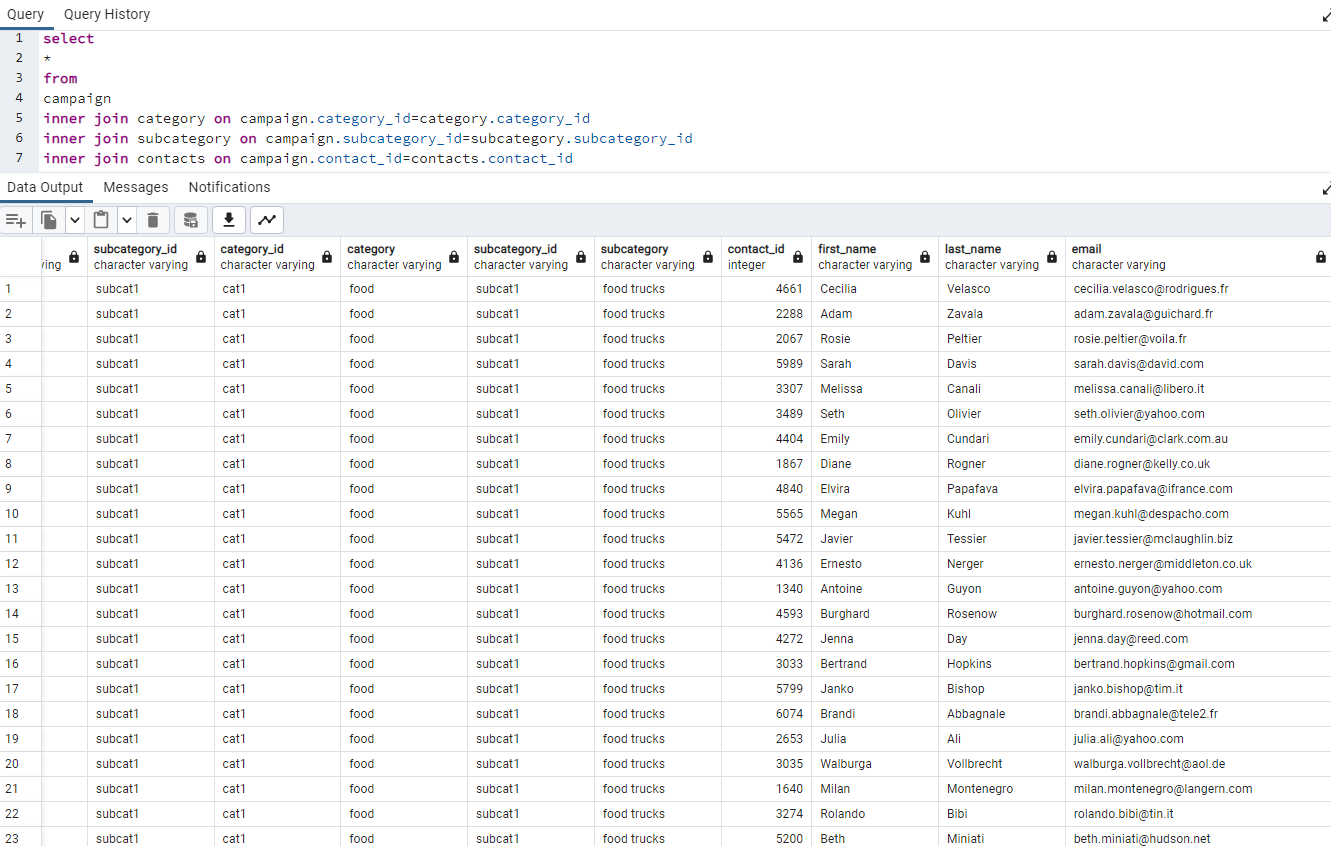 Query Query History
1 select
2 *
3 from
4 campaign
5 inner join category on campaign.category_id=category.category_id
6 inner join subcategory on campaign.subcategory_id=subcategory.subcategory_id
7 inner join contacts on campaign.contact_id=contacts.contact_id
Data Output Messages Notifications
subcategory_id category_id category subcategory_id subcategory contact_id first_name last_name email
ying character varying character varying character varying character varying character varying integer character varying character varying character varying
1 subcat1 cat1 food subcat1 food trucks 4661 Cecilia Velasco cecilia.velasco@rodrigues.fr
2 subcat1 cat1 food subcat1 food trucks 2288 Adam Zavala adam.zavala@guichard.fr
3 subcat1 cat1 food subcat1 food trucks 2067 Rosie Peltier rosie.peltier@voila.fr
4 subcat1 cat1 food subcat1 food trucks 5989 Sarah Davis sarah.davis@david.com
5 subcat1 cat1 food subcat1 food trucks 3307 Melissa Canali melissa.canali@libero.it
6 subcat1 cat1 food subcat1 food trucks 3489 Seth Olivier seth.olivier@yahoo.com
7 subcat1 cat1 food subcat1 food trucks 4404 Emily Cundari emily.cundari@clark.com.au
8 subcat1 cat1 food subcat1 food trucks 1867 Diane Rogner diane.rogner@kelly.co.uk
9 subcat1 cat1 food subcat1 food trucks 4840 Elvira Papafava elvira.papafava@ifrance.com
10 subcat1 cat1 food subcat1 food trucks 5565 Megan Kuhl megan.kuhl@despacho.com
11 subcat1 cat1 food subcat1 food trucks 5472 Javier Tessier javier.tessier@mclaughlin.biz
12 subcat1 cat1 food subcat1 food trucks 4136 Ernesto Nerger ernesto.nerger@middleton.co.uk
13 subcat1 cat1 food subcat1 food trucks 1340 Antoine Guyon antoine.guyon@yahoo.com
14 subcat1 cat1 food subcat1 food trucks 4593 Burghard Rosenow burghard.rosenow@hotmail.com
15 subcat1 cat1 food subcat1 food trucks 4272 Jenna Day jenna.day@reed.com
16 subcat1 cat1 food subcat1 food trucks 3033 Bertrand Hopkins bertrand.hopkins@gmail.com
17 subcat1 cat1 food subcat1 food trucks 5799 Janko Bishop janko.bishop@tim.it
18 subcat1 cat1 food subcat1 food trucks 6074 Brandi Abbagnale brandi.abbagnale@tele2.fr
19 subcat1 cat1 food subcat1 food trucks 2653 Julia Ali julia.ali@yahoo.com
20 subcat1 cat1 food subcat1 food trucks 3035 Walburga Vollbrecht walburga.vollbrecht@aol.de
21 subcat1 cat1 food subcat1 food trucks 1640 Milan Montenegro milan.montenegro@langern.com
22 subcat1 cat1 food subcat1 food trucks 3274 Rolando Bibi rolando.bibi@tin.it
23 subcat1 cat1 food subcat1 food trucks 5200 Beth Miniati beth.miniati@hudson.net